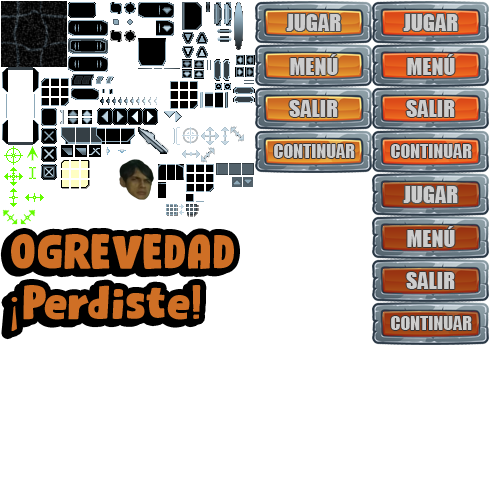 JUGAR
JUGAR
MENÚ
MENÚ
SALIR
SALIR
CONTINUAR
CONTINUAR
JUGAR
MENÚ
SALIR
CONTINUAR
OGREVEDAD
¡Perdiste!